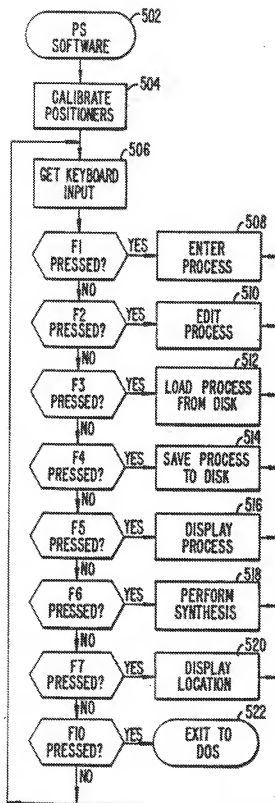 502
PS
SOFTWARE
504
CALIBRATE
POSITIONERS
506
GET KEYBOARD
INPUT
508
F1
PRESSED?
YES
ENTER
PROCESS
NO
510
F2
PRESSED?
YES
EDIT
PROCESS
NO
512
F3
PRESSED?
YES
LOAD PROCESS
FROM DISK
NO
514
F4
PRESSED?
YES
SAVE PROCESS
TO DISK
NO
516
F5
PRESSED?
YES
DISPLAY
PROCESS
NO
518
F6
PRESSED?
YES
PERFORM
SYNTHESIS
NO
520
F7
PRESSED?
YES
DISPLAY
LOCATION
NO
522
F10
PRESSED?
YES
EXIT TO
DOS
NO